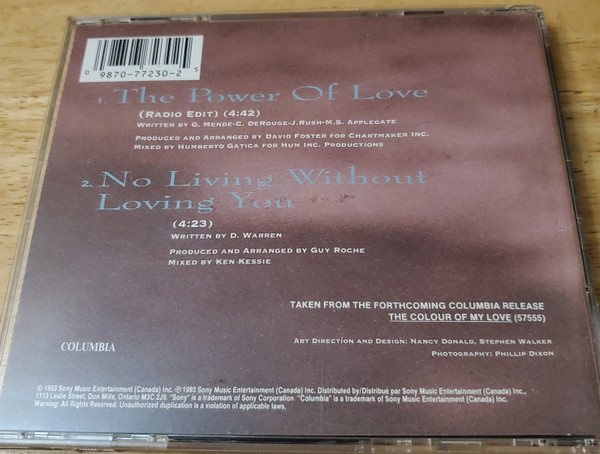 0 9870-77230-2 5
1. The Power Of Love
(Radio Edit) (4:42)
Written by G. Mende-C. DeRouge-J.Rush-M.S. Applegate
Produced and Arranged by David Foster for Chartmaker Inc.
Mixed by Humberto Gatica for Hum Inc. Productions
2. No Living Without
Loving You
(4:23)
Written by D. Warren
Produced and Arranged by Guy Roche
Mixed by Ken Kessie
TAKEN FROM THE FORTHCOMING COLUMBIA RELEASE
THE COLOUR OF MY LOVE (57555)
Art Direction and Design: Nancy Donald, Stephen Walker
Photography: Phillip Dixon
COLUMBIA
© 1993 Sony Music Entertainment (Canada) Inc. ℗ 1993 Sony Music Entertainment (Canada) Inc. Distributed by/Distribué par Sony Music Entertainment (Canada) Inc.,
1113 Leslie Street, Don Mills, Ontario M3C 2J9. "Sony" is a trademark of Sony Corporation "Columbia" is a trademark of Sony Music Entertainment (Canada) Inc.
Warning: All Rights Reserved. Unauthorized duplication is a violation of applicable laws.